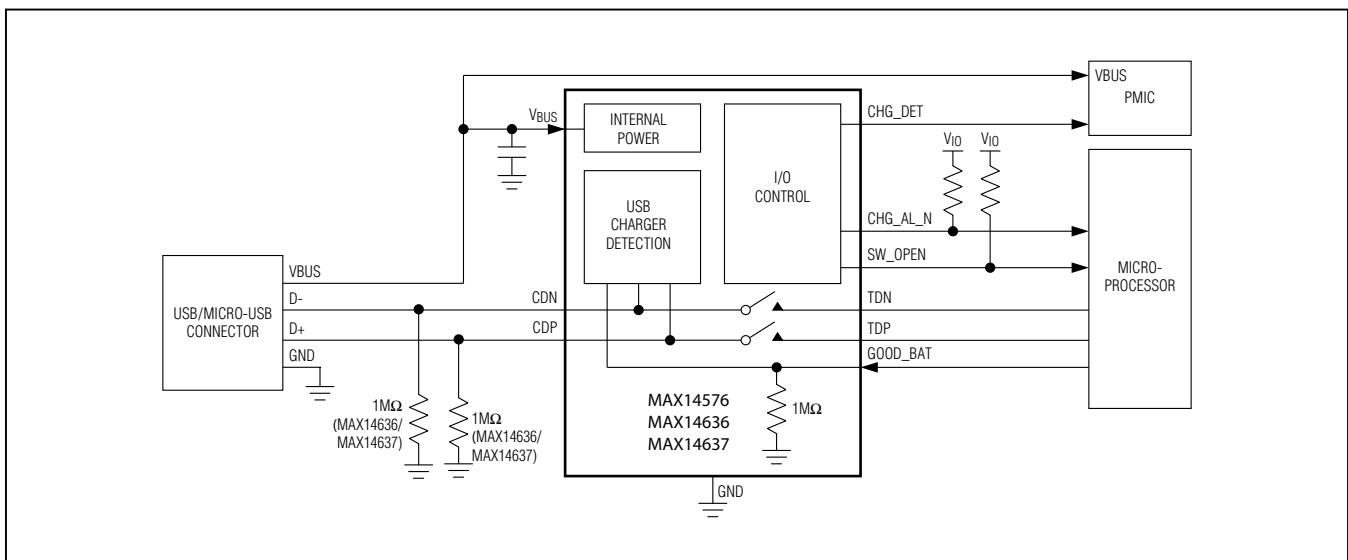 VBUS
PMIC
VBUS
INTERNAL
POWER
CHG_DET
VIO
VIO
I/O
CONTROL
USB
CHARGER
DETECTION
CHG_AL_N
SW_OPEN
MICRO-
PROCESSOR
USB/MICRO-USB
CONNECTOR
VBUS
D-
CDN
TDN
D+
CDP
TDP
GND
GOOD_BAT
1MΩ
(MAX14636/
MAX14637)
1MΩ
(MAX14636/
MAX14637)
MAX14576
MAX14636
MAX14637
1MΩ
GND